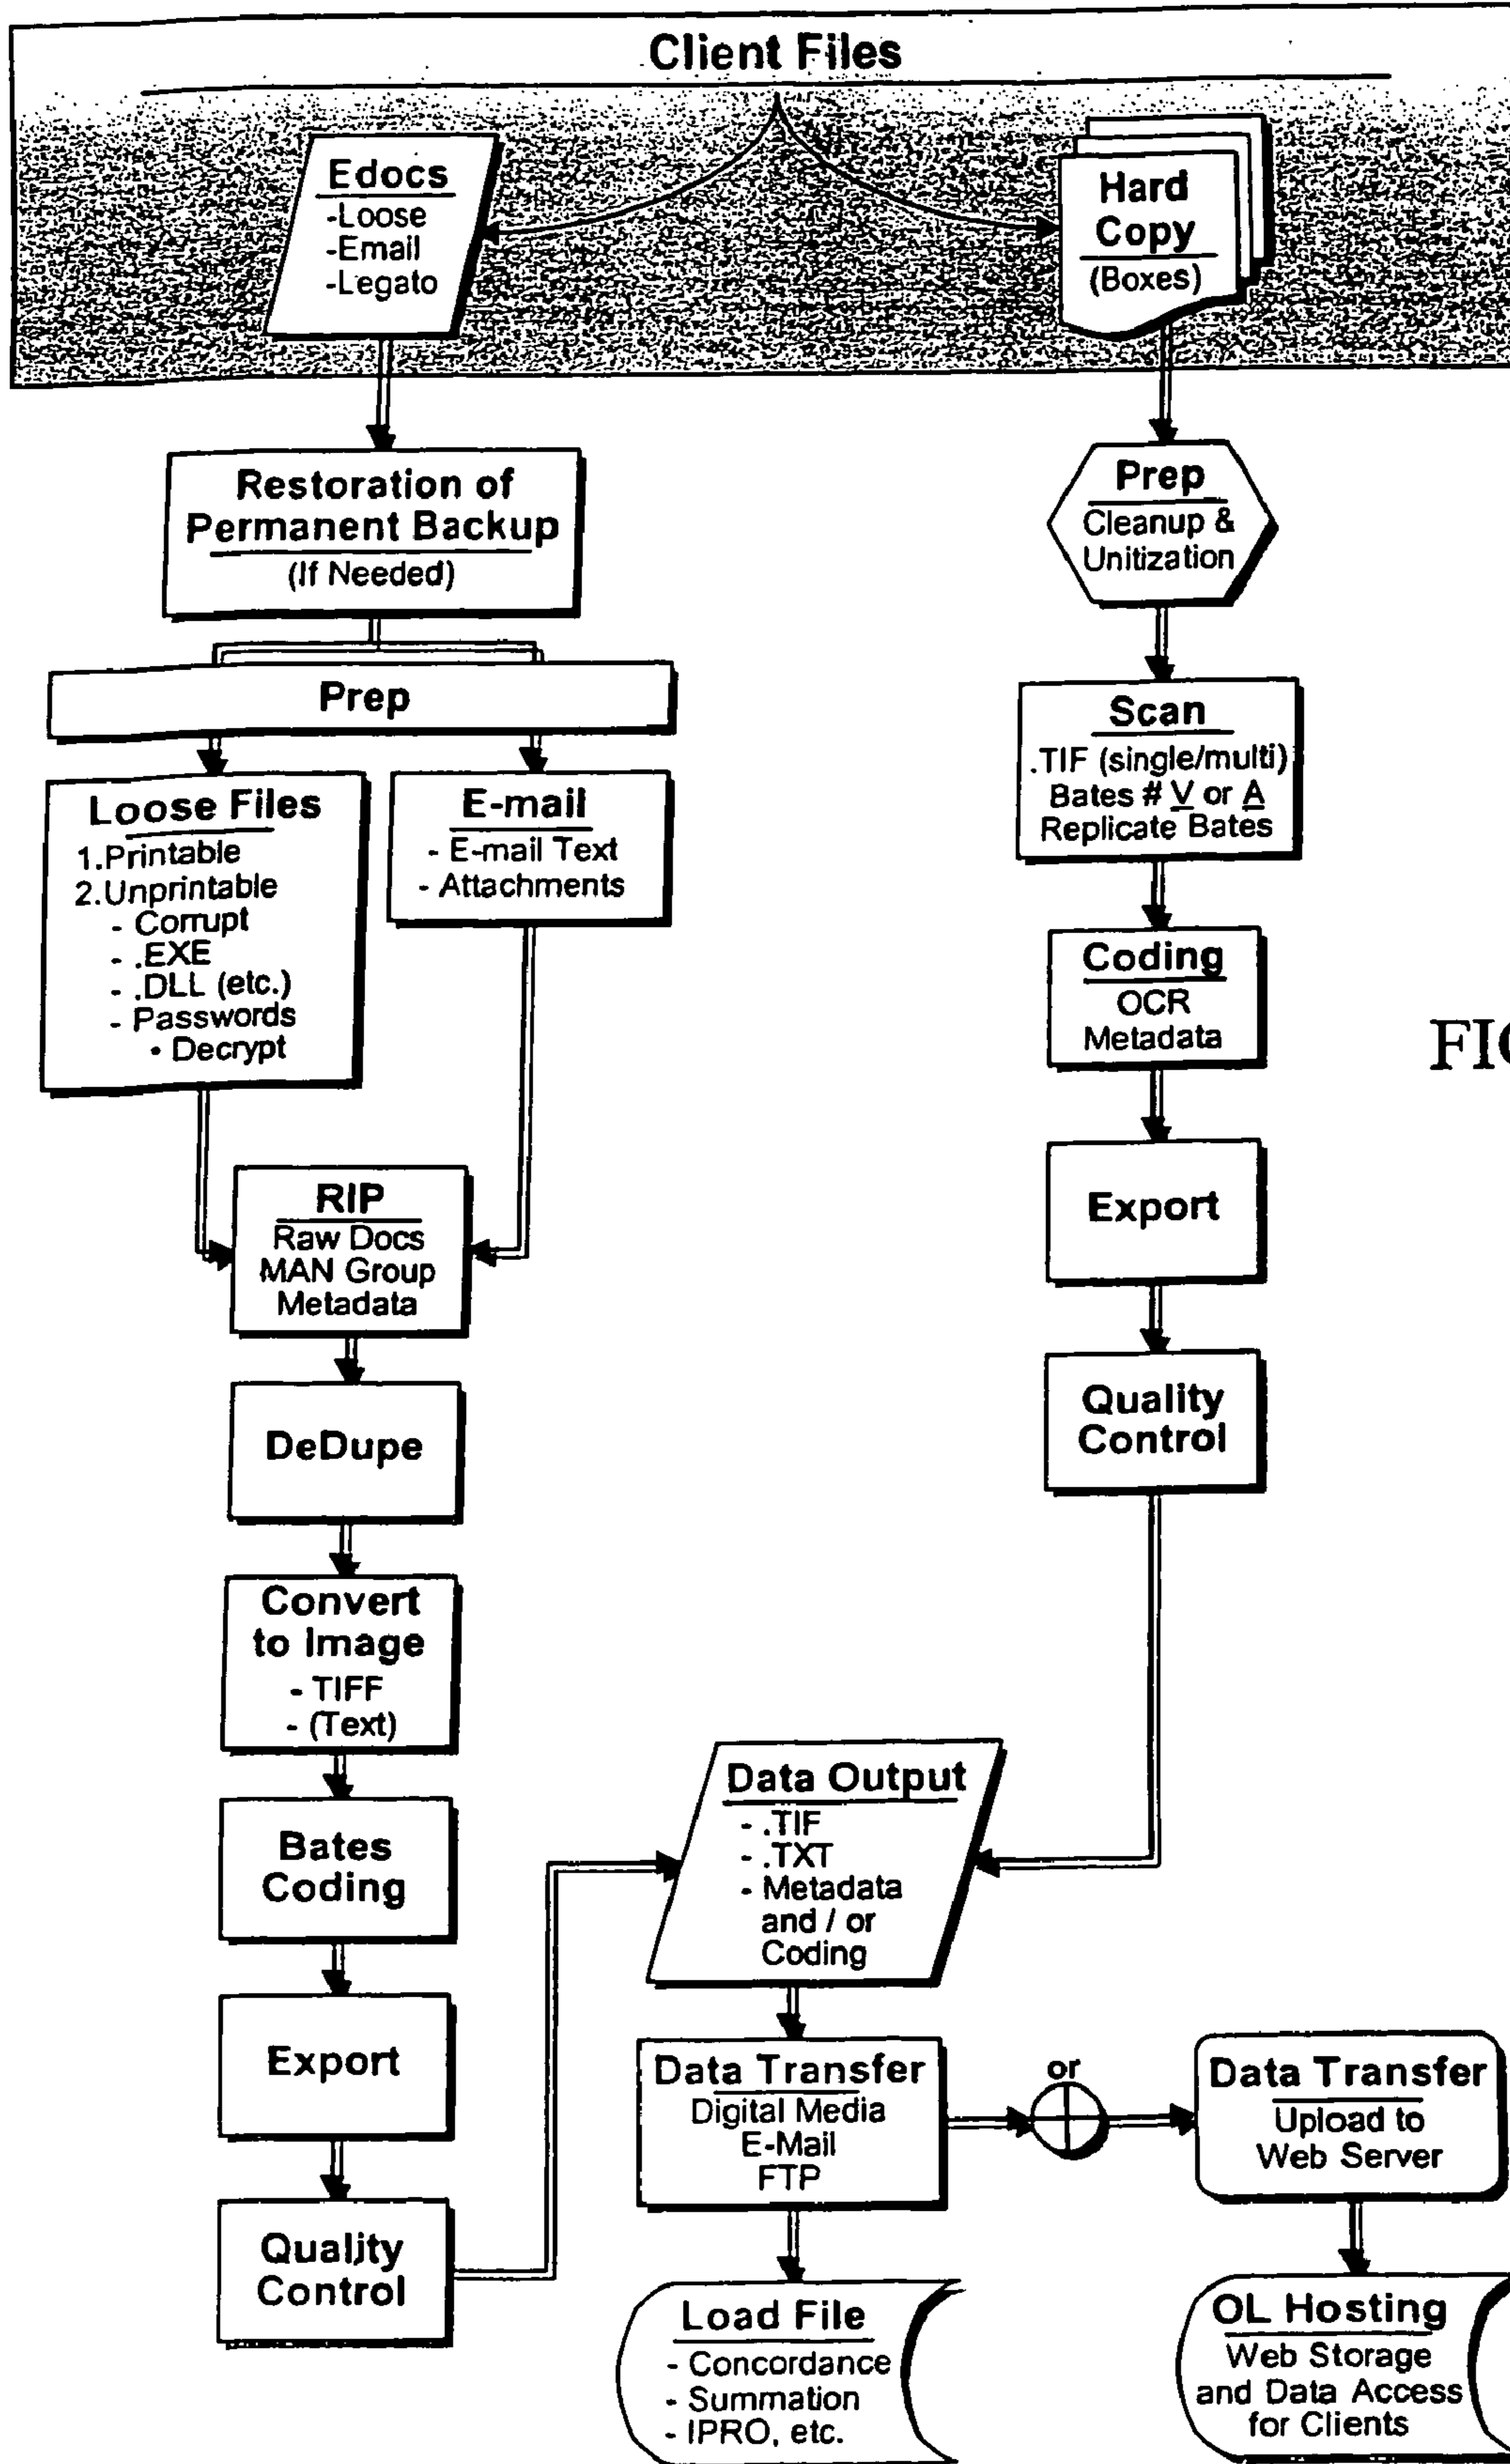 Client Files
Edocs
-Loose
-Email
-Legato
Hard
Copy
(Boxes)
Restoration of
Permanent Backup
(If Needed)
Prep
Loose Files
1.Printable
2.Unprintable
- Corrupt
- .EXE
- .DLL (etc.)
- Passwords
• Decrypt
E-mail
- E-mail Text
- Attachments
RIP
Raw Docs
MAN Group
Metadata
DeDupe
Convert
to Image
- TIFF
- (Text)
Bates
Coding
Export
Quality
Control
Prep
Cleanup &
Unitization
Scan
.TIF (single/multi)
Bates # V or A
Replicate Bates
Coding
OCR
Metadata
Export
Quality
Control
FIG
Data Output
- .TIF
- .TXT
- Metadata
and / or
Coding
Data Transfer
Digital Media
E-Mail
FTP
or
Data Transfer
Upload to
Web Server
Load File
- Concordance
- Summation
- IPRO, etc.
OL Hosting
Web Storage
and Data Access
for Clients